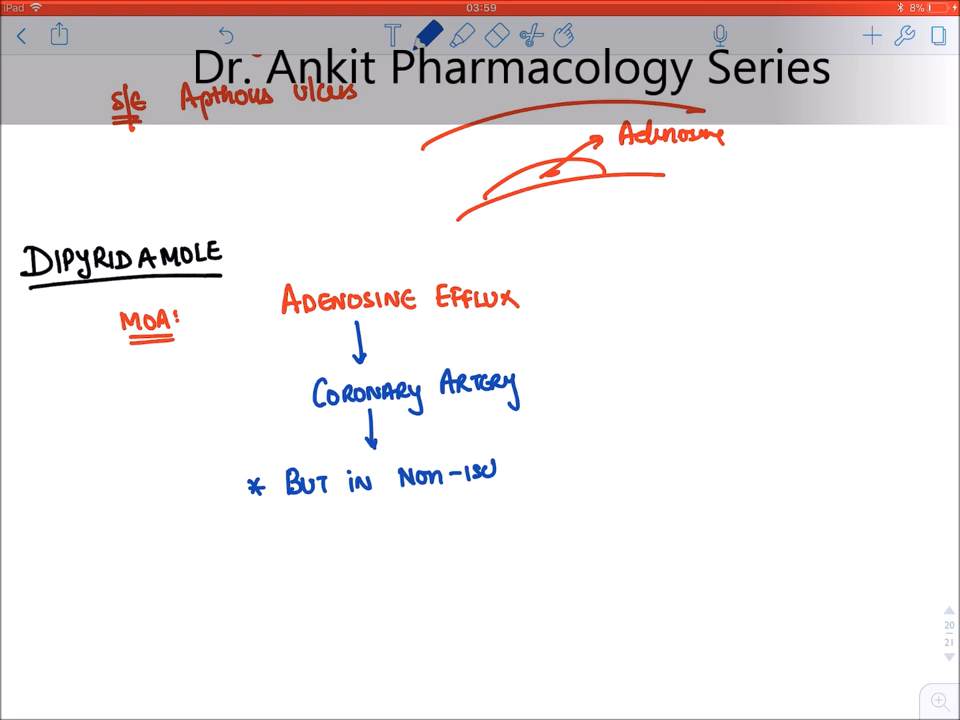 iPad 03:59 8%
Dr. Ankit Pharmacology Series
S/E Apthous ulcers
Adenosine
DIPYRIDAMOLE
ADENOSINE EFFLUX
MOA:
CORONARY ARTERY
* BUT IN NON-ISC
20
21